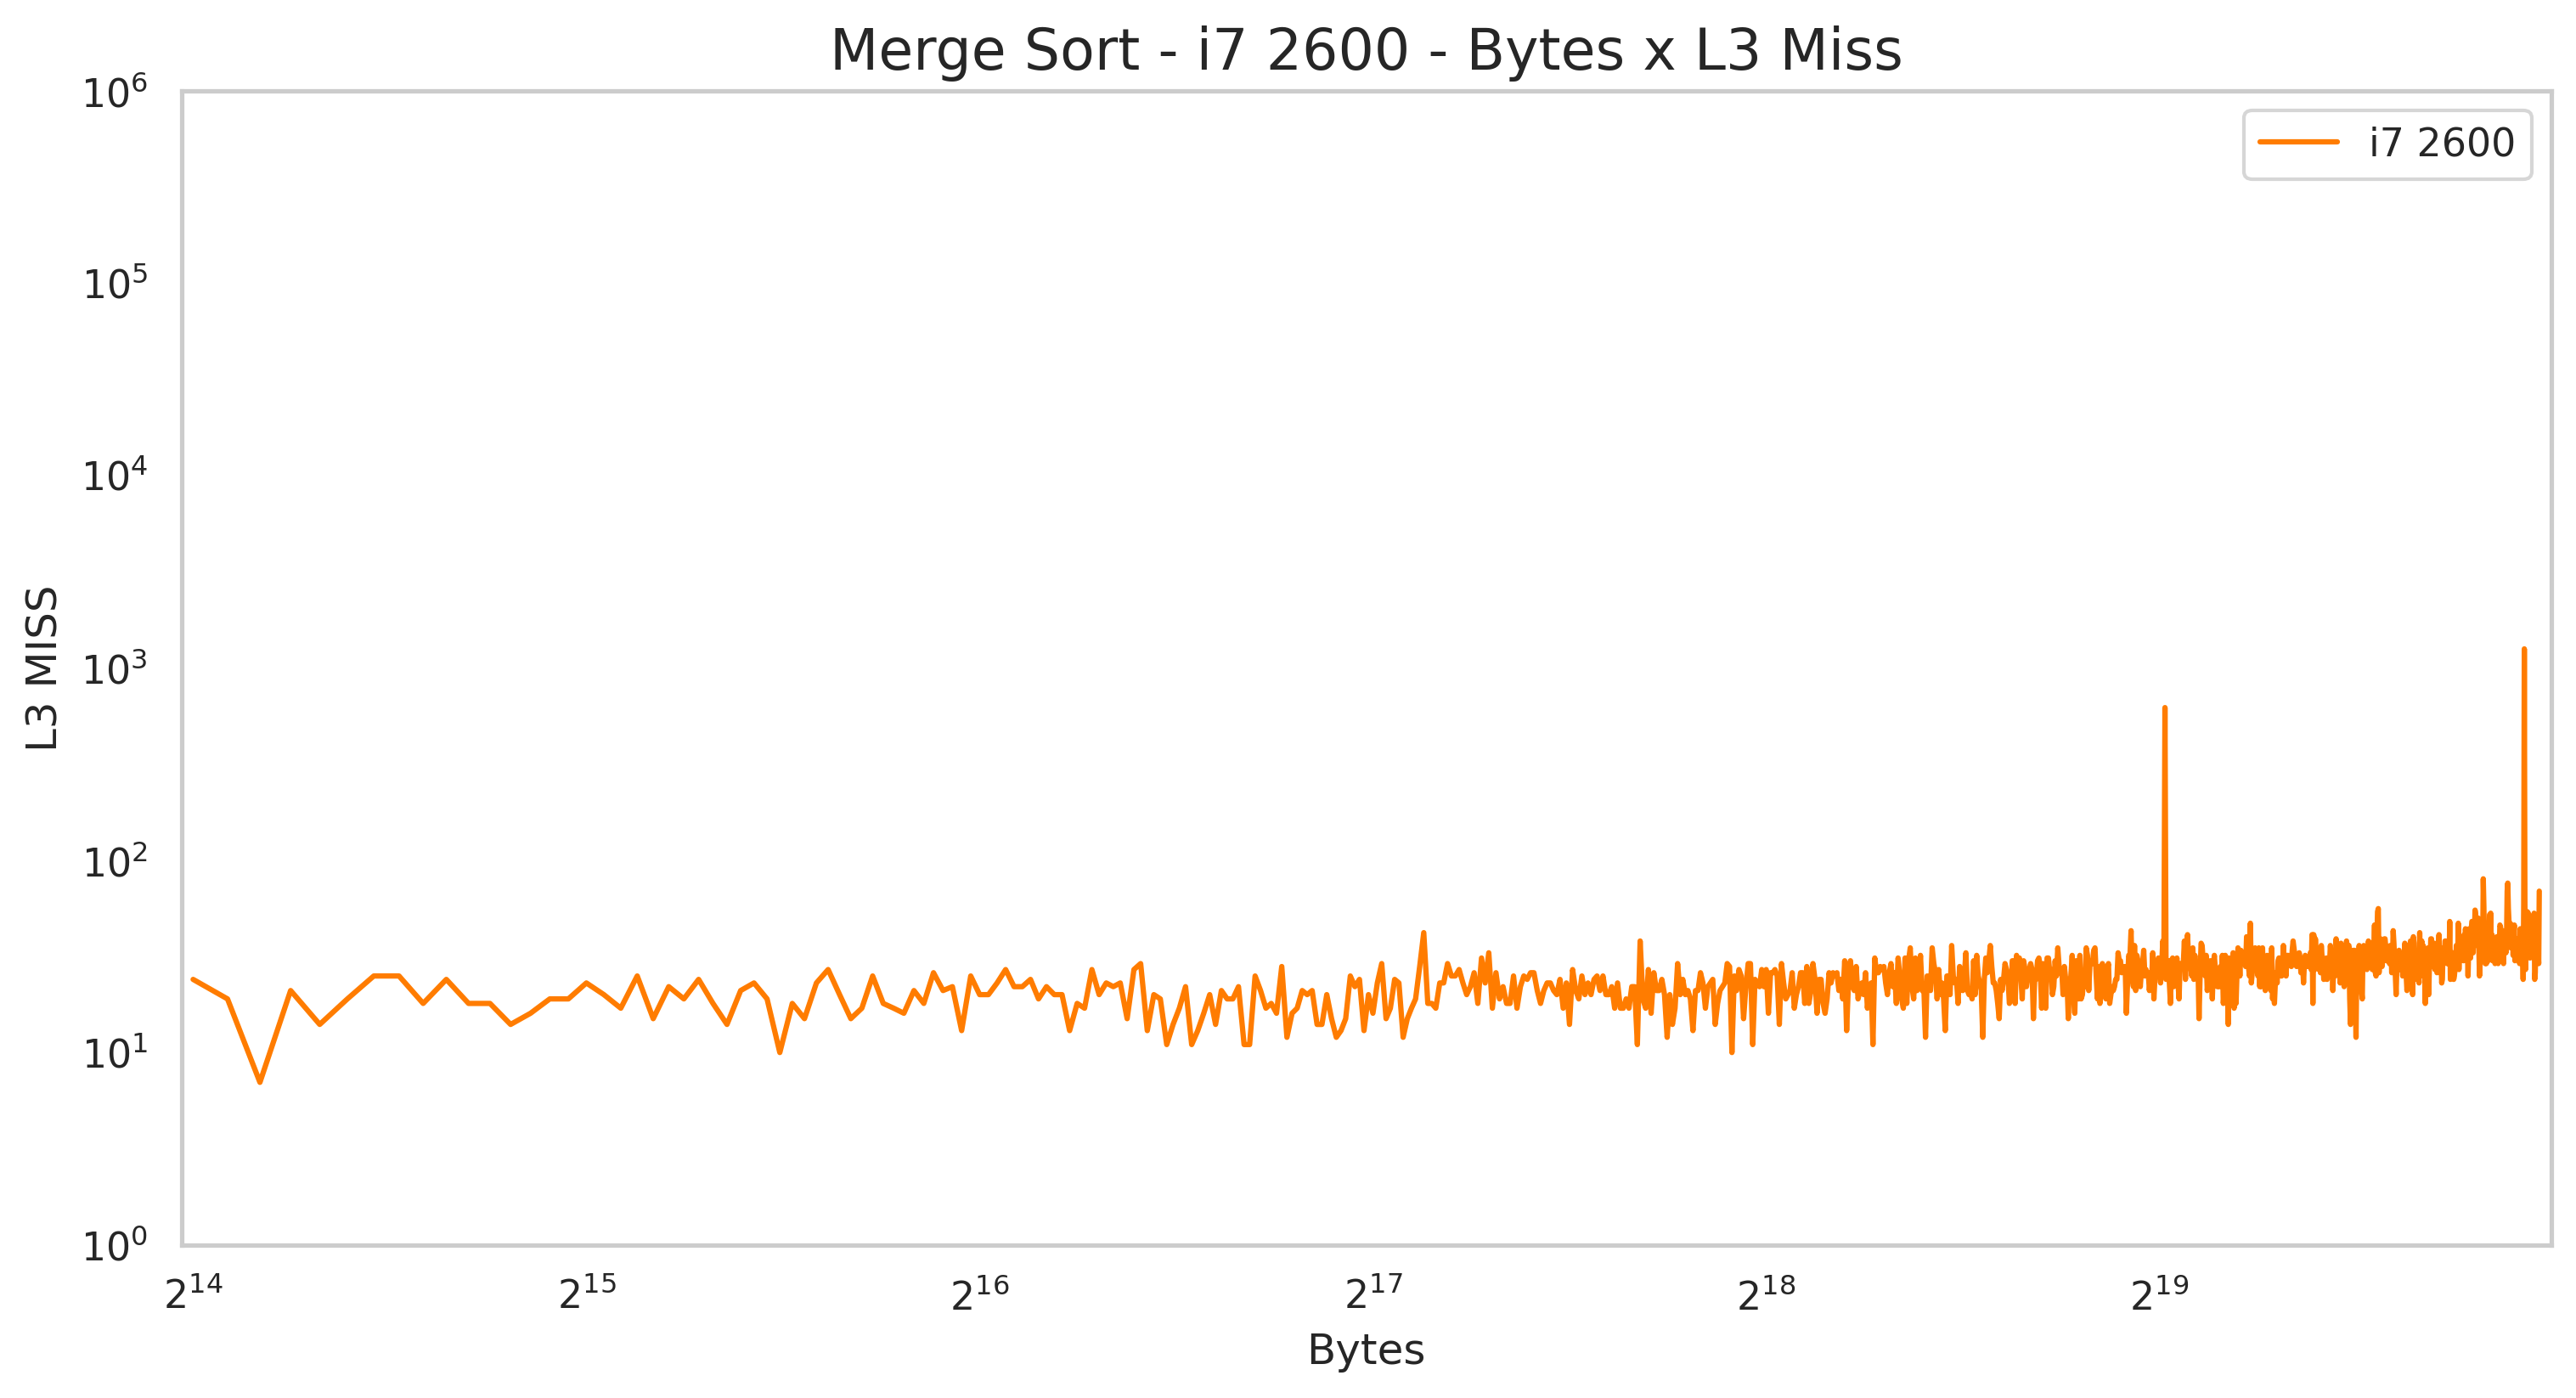 Merge Sort - i7 2600 - Bytes x L3 Miss
i7 2600
10⁶
10⁵
10⁴
10³
10²
10¹
10⁰
L3 MISS
2¹⁴ 2¹⁵ 2¹⁶ 2¹⁷ 2¹⁸ 2¹⁹
Bytes